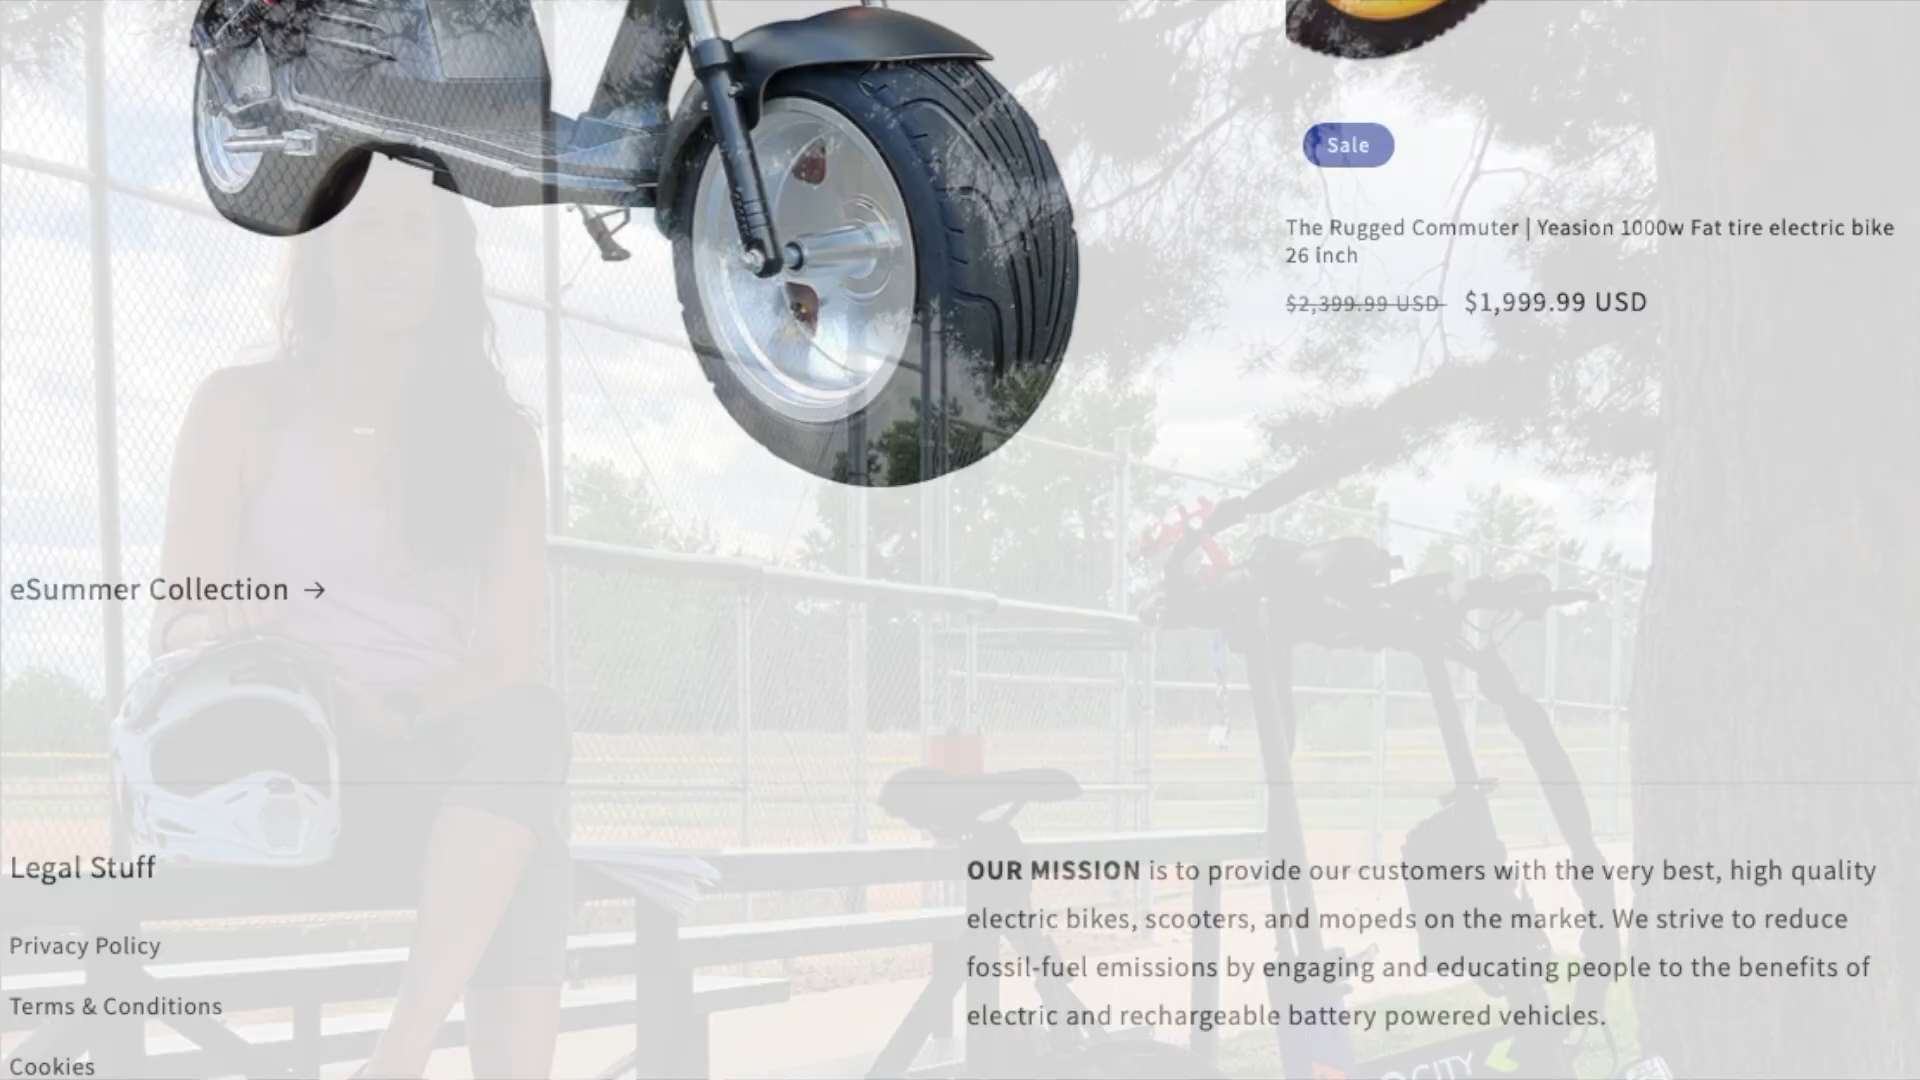 Sale
The Rugged Commuter | Yeasion 1000w Fat tire electric bike
26 inch
$2,399.99 USD $1,999.99 USD
eSummer Collection →
Legal Stuff
Privacy Policy
Terms & Conditions
Cookies
OUR MISSION is to provide our customers with the very best, high quality
electric bikes, scooters, and mopeds on the market. We strive to reduce
fossil-fuel emissions by engaging and educating people to the benefits of
electric and rechargeable battery powered vehicles.